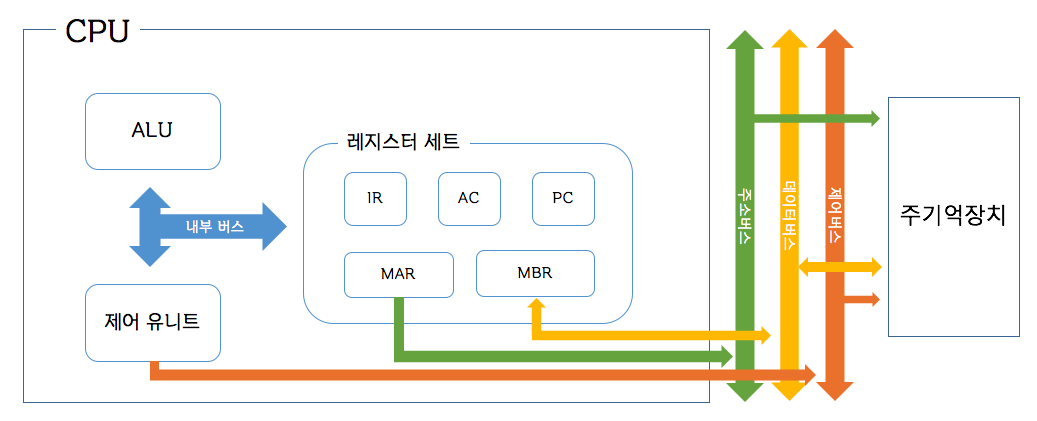 CPU
ALU
레지스터 세트
IR
AC
PC
내부 버스
MAR
MBR
제어 유니트
주소버스
데이터버스
제어버스
주기억장치